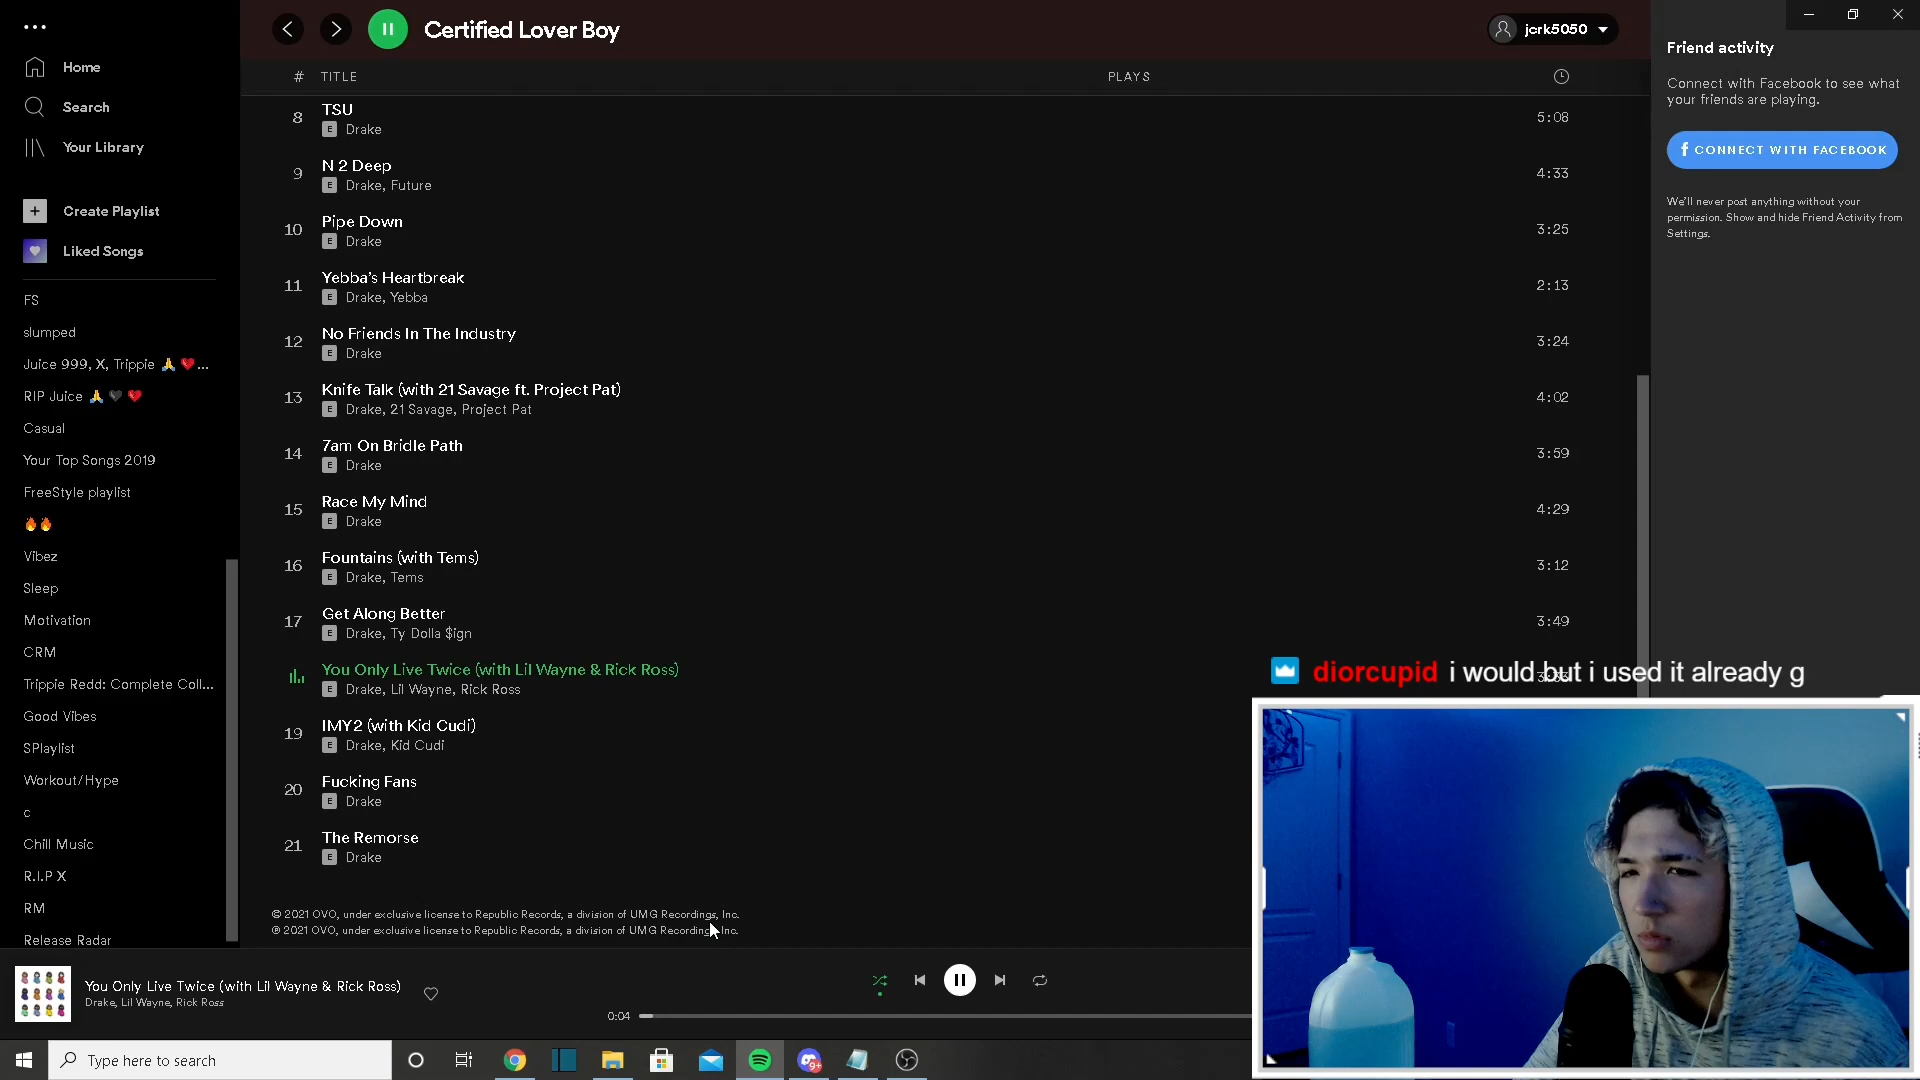 Certified Lover Boy
jcrk5050
Home
Search
Your Library
Create Playlist
Liked Songs
FS
slumped
Juice 999, X, Trippie 🙏 ❤️...
RIP Juice 🙏 🖤 ❤️
Casual
Your Top Songs 2019
FreeStyle playlist
🔥🔥
Vibez
Sleep
Motivation
CRM
Trippie Redd: Complete Coll...
Good Vibes
SPlaylist
Workout/Hype
c
Chill Music
R.I.P X
RM
Release Radar
# TITLE PLAYS
8 TSU 5:08
E Drake
9 N 2 Deep 4:33
E Drake, Future
10 Pipe Down 3:25
E Drake
11 Yebba's Heartbreak 2:13
E Drake, Yebba
12 No Friends In The Industry 3:24
E Drake
13 Knife Talk (with 21 Savage ft. Project Pat) 4:02
E Drake, 21 Savage, Project Pat
14 7am On Bridle Path 3:59
E Drake
15 Race My Mind 4:29
E Drake
16 Fountains (with Tems) 3:12
E Drake, Tems
17 Get Along Better 3:49
E Drake, Ty Dolla $ign
You Only Live Twice (with Lil Wayne & Rick Ross)
E Drake, Lil Wayne, Rick Ross
19 IMY2 (with Kid Cudi)
E Drake, Kid Cudi
20 Fucking Fans
E Drake
21 The Remorse
E Drake
© 2021 OVO, under exclusive license to Republic Records, a division of UMG Recordings, Inc.
℗ 2021 OVO, under exclusive license to Republic Records, a division of UMG Recordings, Inc.
Friend activity
Connect with Facebook to see what
your friends are playing.
f CONNECT WITH FACEBOOK
We'll never post anything without your
permission. Show and hide Friend Activity from
Settings.
diorcupid i would but i used it already g
You Only Live Twice (with Lil Wayne & Rick Ross)
Drake, Lil Wayne, Rick Ross
0:04
Type here to search
9+